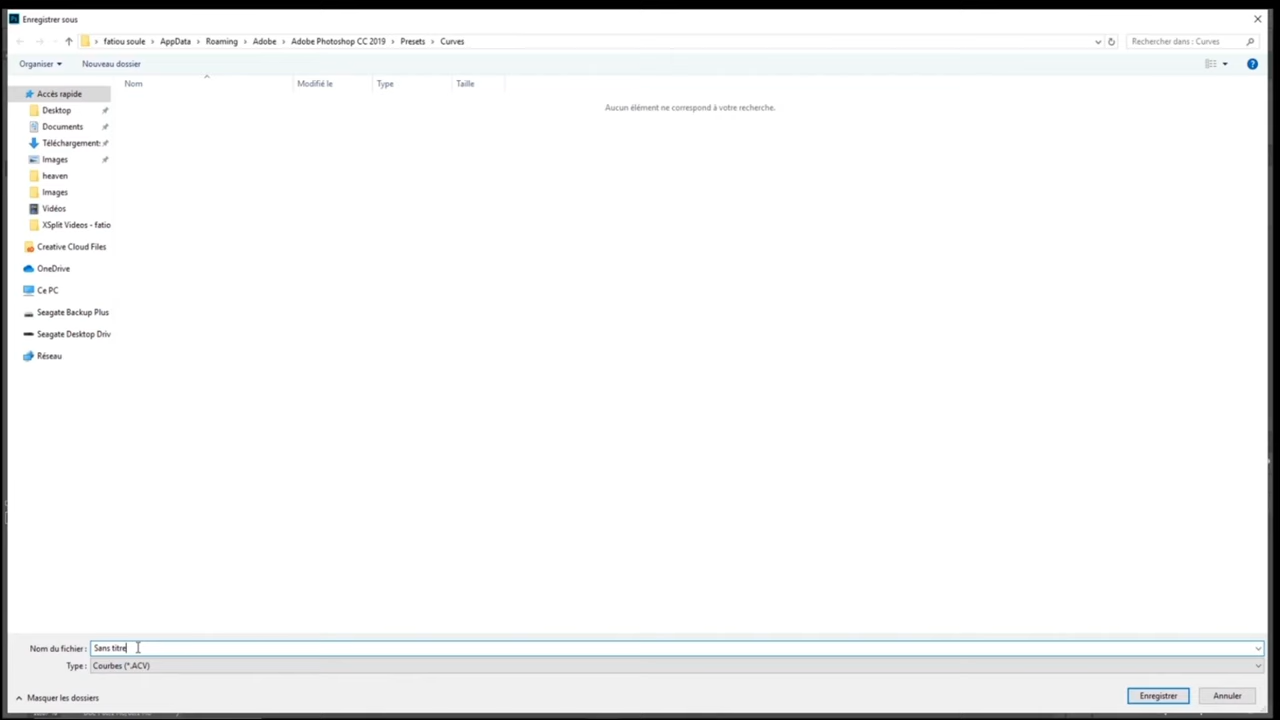 Enregistrer sous
fatiou soule > AppData > Roaming > Adobe > Adobe Photoshop CC 2019 > Presets > Curves
Rechercher dans : Curves
Organiser
Nouveau dossier
Nom
Modifié le
Type
Taille
Aucun élément ne correspond à votre recherche.
Accès rapide
Desktop
Documents
Téléchargement:
Images
heaven
Images
Vidéos
XSplit Videos - fatio
Creative Cloud Files
OneDrive
Ce PC
Seagate Backup Plus
Seagate Desktop Driv
Réseau
Nom du fichier : Sans titre
Type : Courbes (*.ACV)
Masquer les dossiers
Enregistrer
Annuler